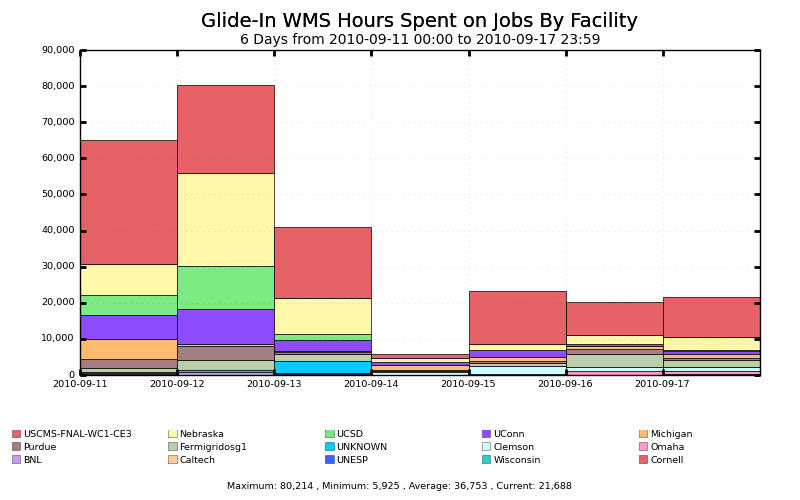 Glide-In WMS Hours Spent on Jobs By Facility
6 Days from 2010-09-11 00:00 to 2010-09-17 23:59
90,000
80,000
70,000
60,000
50,000
40,000
30,000
20,000
10,000
0
2010-09-11 2010-09-12 2010-09-13 2010-09-14 2010-09-15 2010-09-16 2010-09-17
USCMS-FNAL-WC1-CE3 Nebraska UCSD UConn Michigan
Purdue Fermigridosg1 UNKNOWN Clemson Omaha
BNL Caltech UNESP Wisconsin Cornell
Maximum: 80,214 , Minimum: 5,925 , Average: 36,753 , Current: 21,688